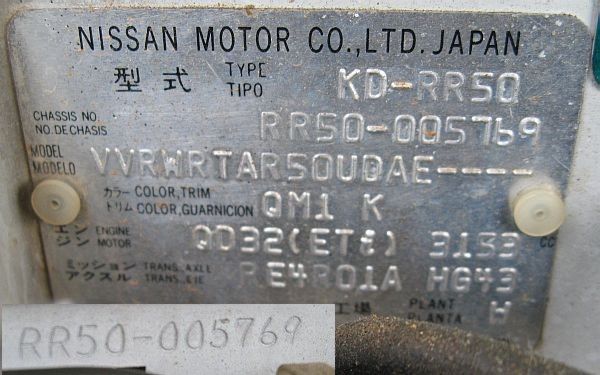 NISSAN MOTOR CO.,LTD. JAPAN
型式 TYPE TIPO KD-RR50
CHASSIS NO. NO. DE CHASIS RR50-005769
MODEL MODELO VVRWRTAR50UDAE----
カラー トリム COLOR,TRIM COLOR,GUARNICION QM1 K
エンジン ENGINE MOTOR QD32(ETi) 3153 CC
ミッション アクスル TRANS. AXLE TRANS. EJE RE4R01A HG43
工場 PLANT PLANTA
RR50-005769